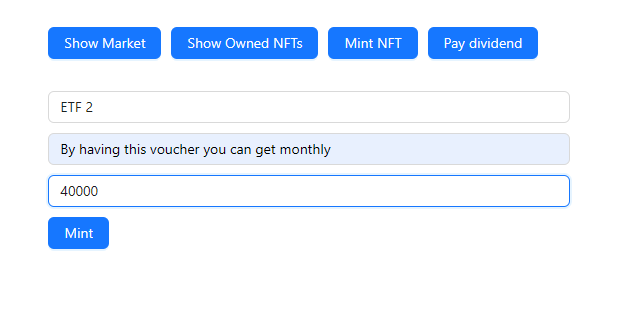 Show Market Show Owned NFTs Mint NFT Pay dividend
ETF 2
By having this voucher you can get monthly
40000
Mint